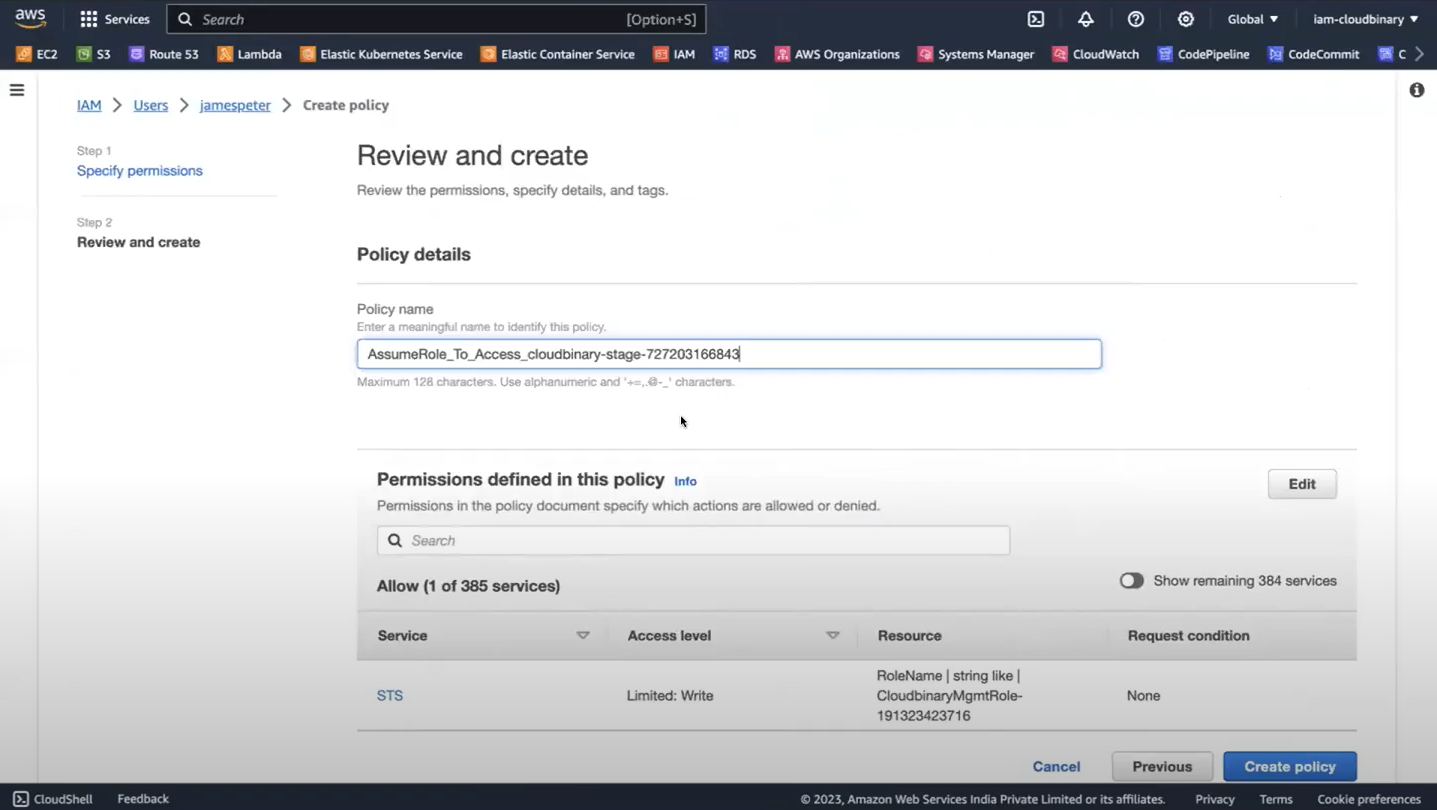 aws
Services
Search
[Option+S]
Global
iam-cloudbinary
EC2
S3
Route 53
Lambda
Elastic Kubernetes Service
Elastic Container Service
IAM
RDS
AWS Organizations
Systems Manager
CloudWatch
CodePipeline
CodeCommit
C
IAM
Users
jamespeter
Create policy
Step 1
Specify permissions
Step 2
Review and create
Review and create
Review the permissions, specify details, and tags.
Policy details
Policy name
Enter a meaningful name to identify this policy.
AssumeRole_To_Access_cloudbinary-stage-727203166843
Maximum 128 characters. Use alphanumeric and '+=,.@-_' characters.
Permissions defined in this policy Info
Permissions in the policy document specify which actions are allowed or denied.
Edit
Search
Allow (1 of 385 services)
Show remaining 384 services
Service
Access level
Resource
Request condition
STS
Limited: Write
RoleName | string like |
CloudbinaryMgmtRole-
191323423716
None
Cancel
Previous
Create policy
CloudShell
Feedback
© 2023, Amazon Web Services India Private Limited or its affiliates.
Privacy
Terms
Cookie preferences